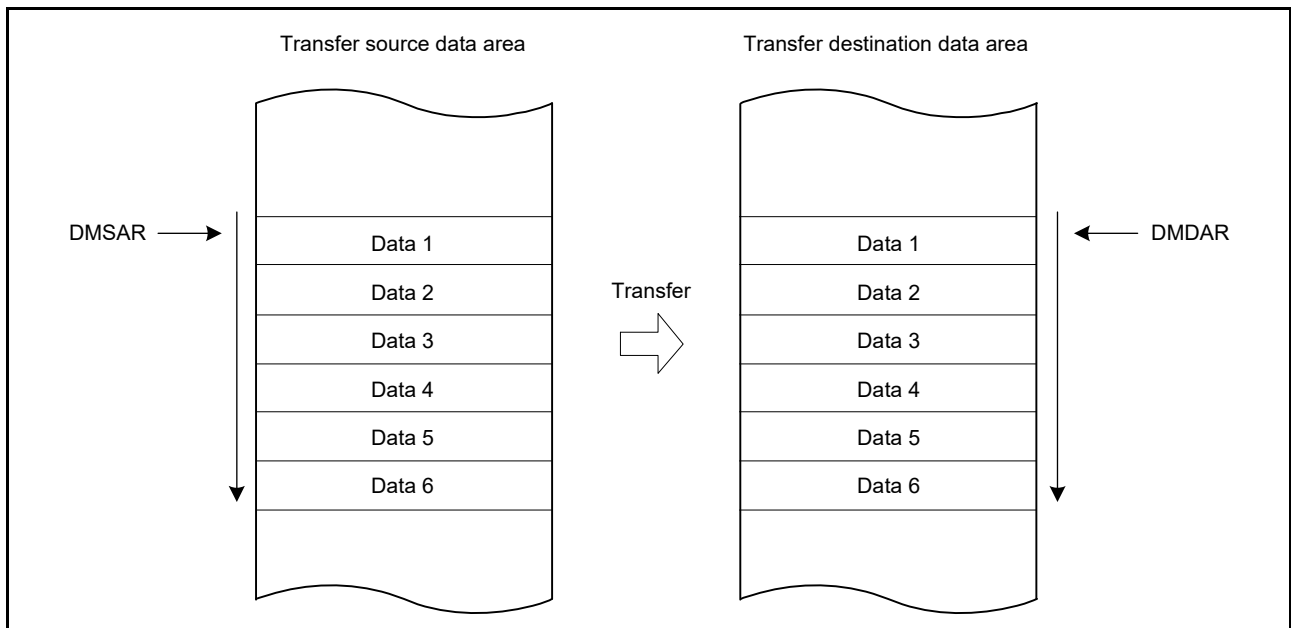 Transfer source data area
Transfer destination data area
DMSAR
Data 1
Data 1
DMDAR
Data 2
Transfer
Data 2
Data 3
Data 3
Data 4
Data 4
Data 5
Data 5
Data 6
Data 6